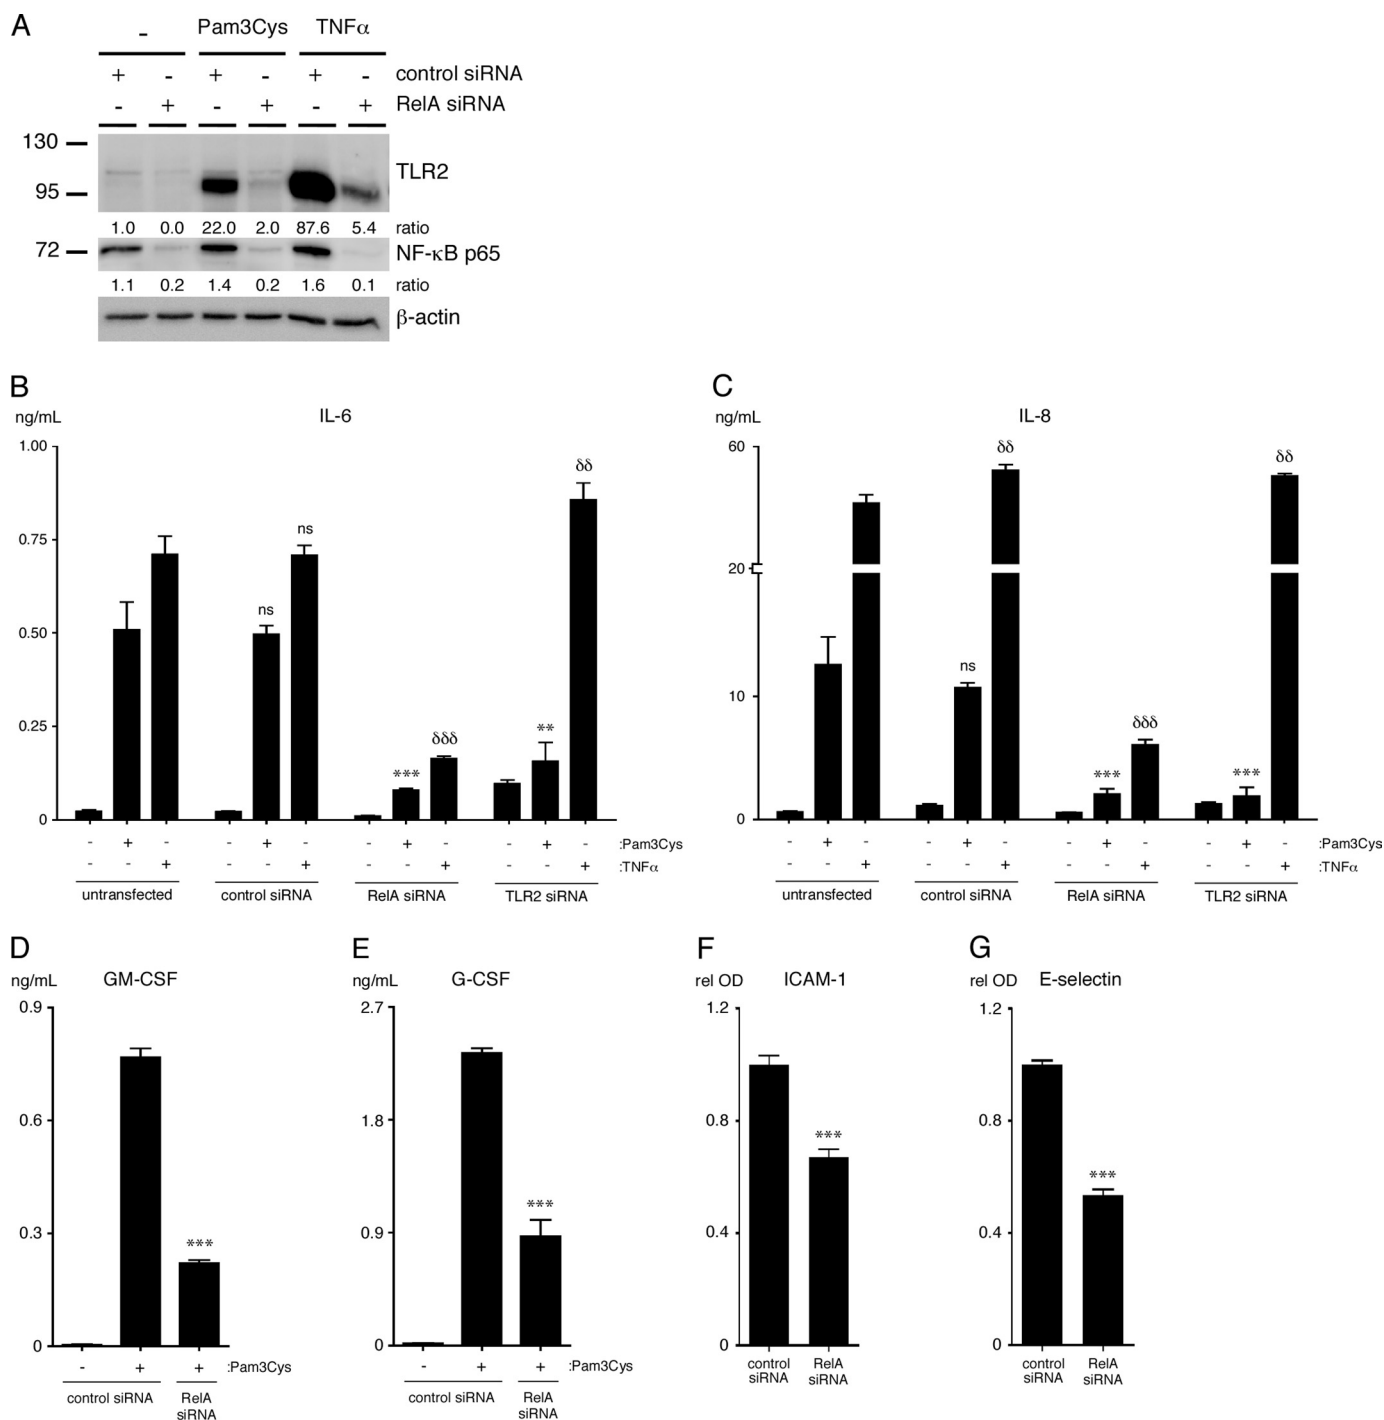 A
- Pam3Cys TNFα
+ - + - + - control siRNA
- + - + - + RelA siRNA
130
TLR2
95
1.0 0.0 22.0 2.0 87.6 5.4 ratio
72 NF-κB p65
1.1 0.2 1.4 0.2 1.6 0.1 ratio
β-actin
B
ng/mL IL-6
1.00
0.75
0.50
0.25
0
ns ns *** δδδ ** δδ
- + - - + - - + - - + - :Pam3Cys
- - + - - + - - + - - + :TNFα
untransfected control siRNA RelA siRNA TLR2 siRNA
C
ng/mL IL-8
60
20
10
0
ns δδ *** δδδ *** δδ
- + - - + - - + - - + - :Pam3Cys
- - + - - + - - + - - + :TNFα
untransfected control siRNA RelA siRNA TLR2 siRNA
D
ng/mL GM-CSF
0.9
0.6
0.3
0
***
- + + :Pam3Cys
control siRNA RelA
siRNA
E
ng/mL G-CSF
2.7
1.8
0.9
0
***
- + + :Pam3Cys
control siRNA RelA
siRNA
F
rel OD ICAM-1
1.2
0.8
0.4
0
***
control RelA
siRNA siRNA
G
rel OD E-selectin
1.2
0.8
0.4
0
***
control RelA
siRNA siRNA